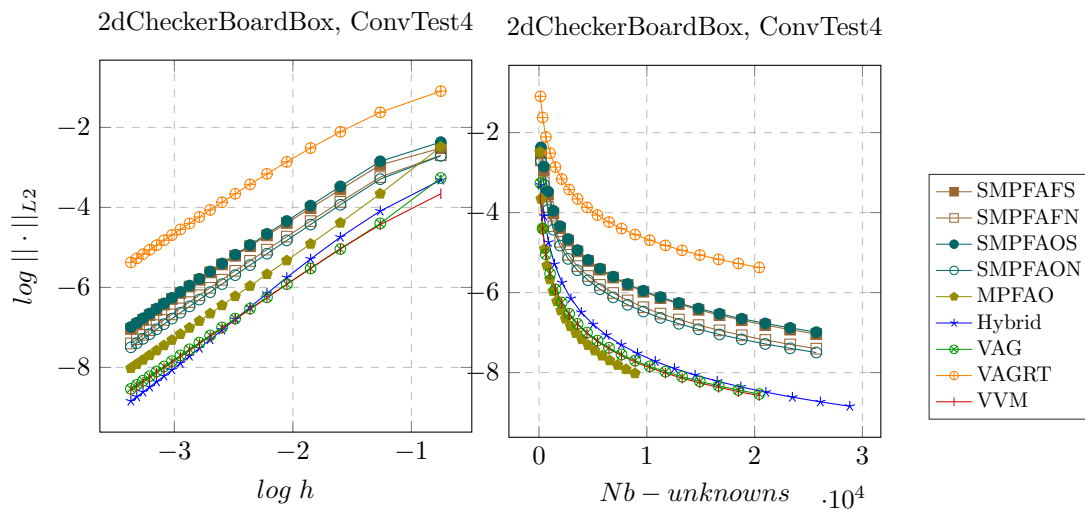 2dCheckerBoardBox, ConvTest4
−2
−4
−6
−8
−3
−2
−1
log h
log || · ||L2
2dCheckerBoardBox, ConvTest4
−2
−4
−6
−8
0
1
2
3
·10^4
Nb − unknowns
SMPFAFS
SMPFAFN
SMPFAOS
SMPFAON
MPFAO
Hybrid
VAG
VAGRT
VVM